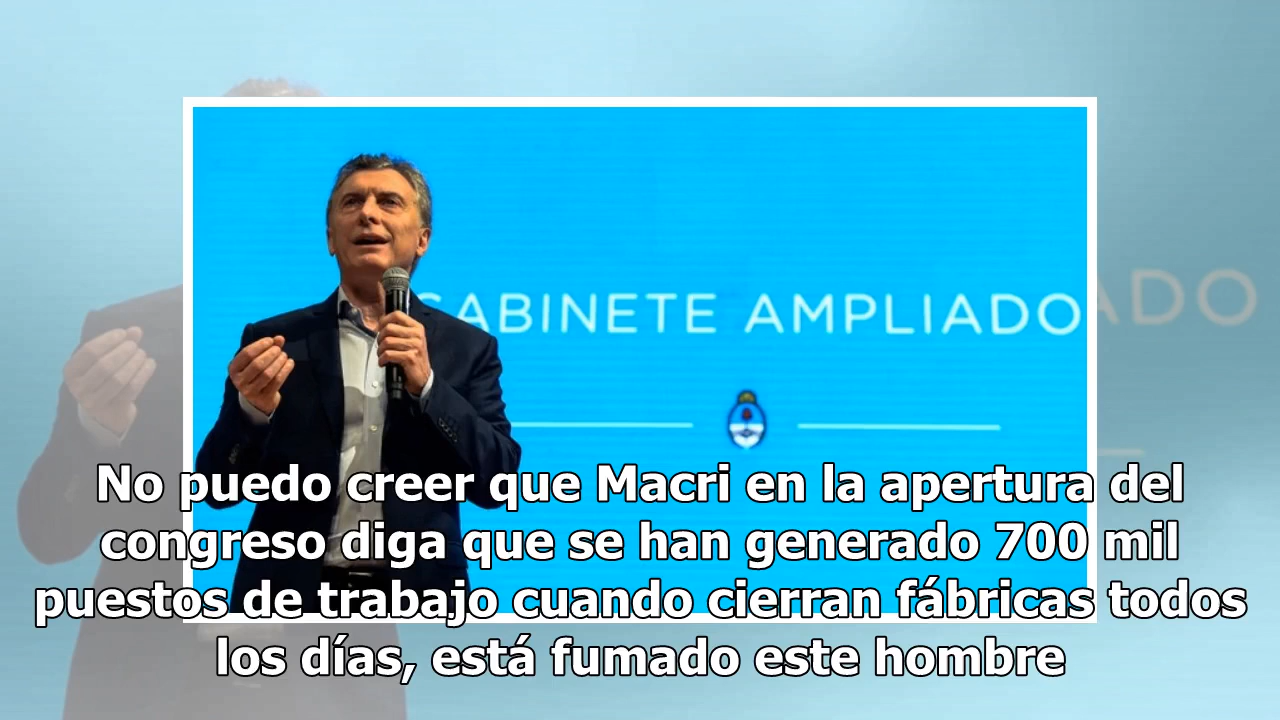 GABINETE AMPLIADO
ADO
No puedo creer que Macri en la apertura del
congreso diga que se han generado 700 mil
puestos de trabajo cuando cierran fábricas todos
los días, está fumado este hombre